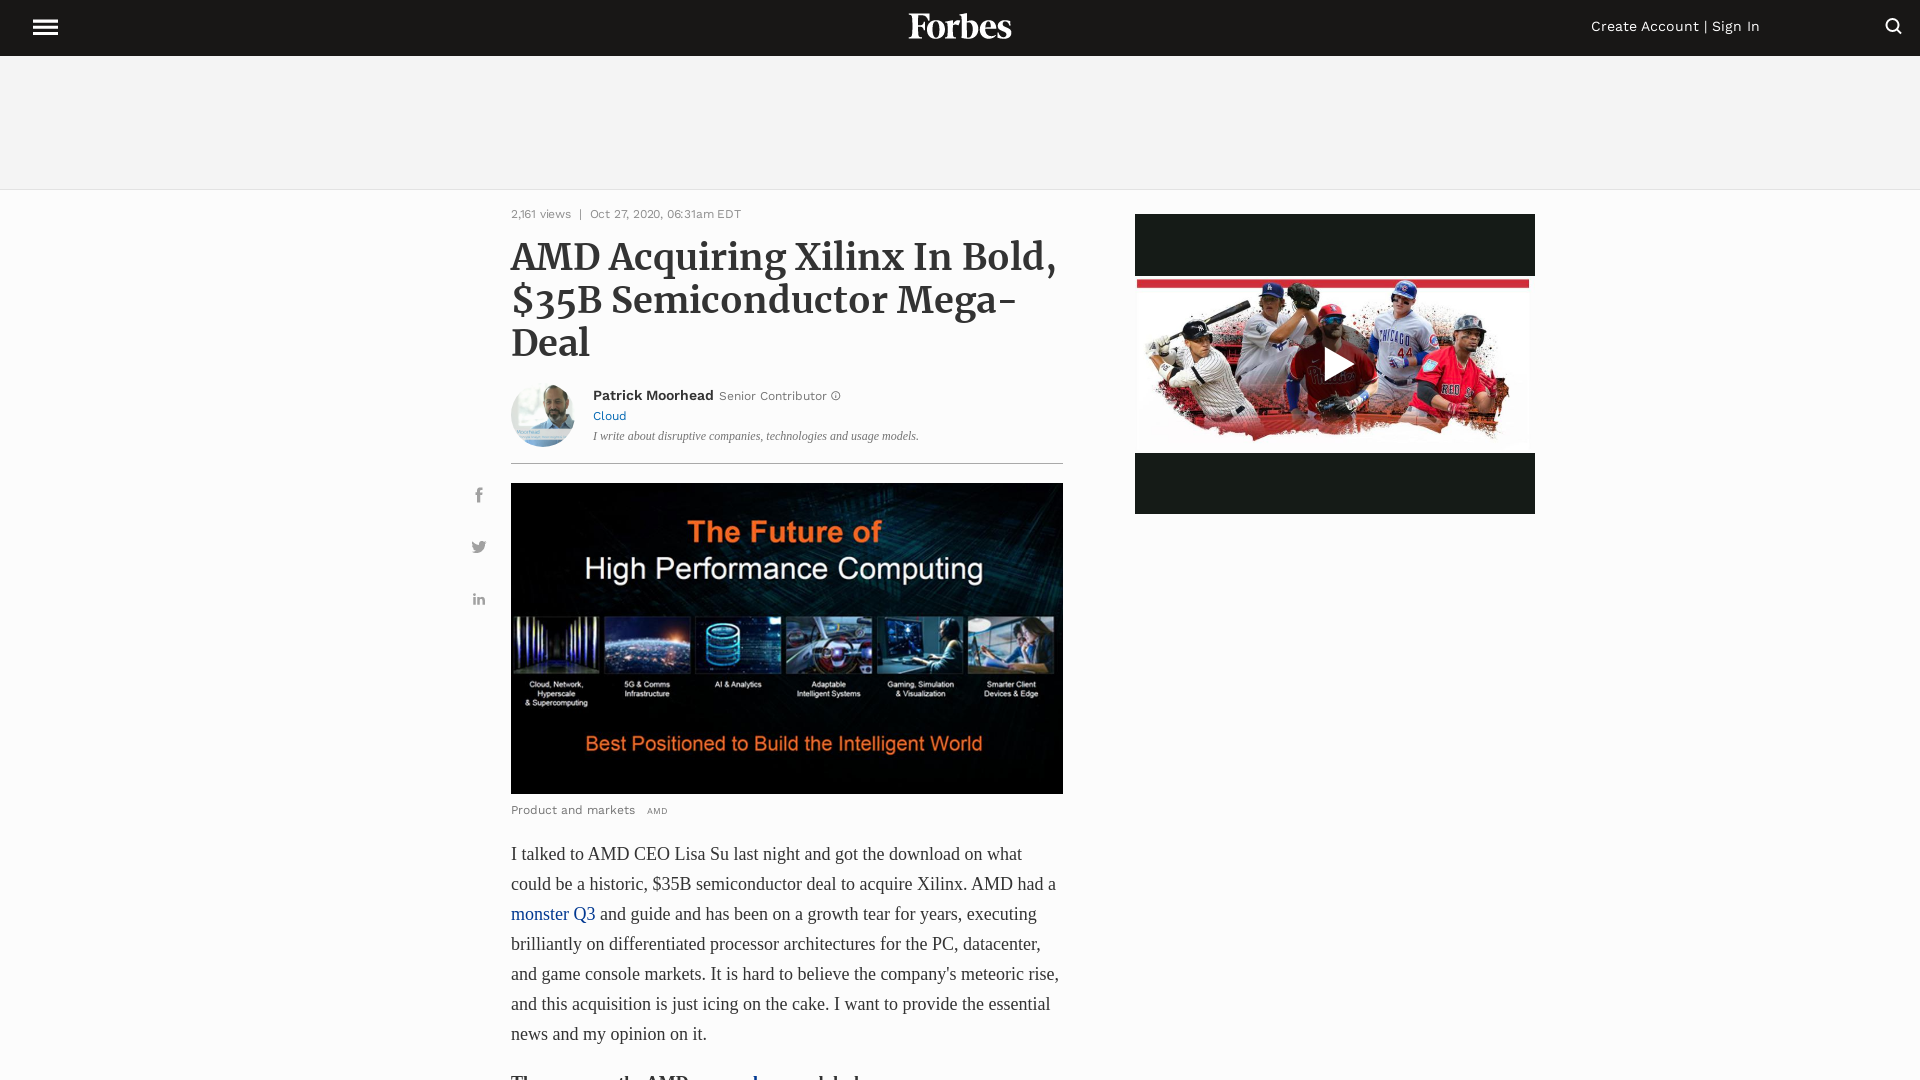 Forbes
Create Account | Sign In
2,161 views | Oct 27, 2020, 06:31am EDT
AMD Acquiring Xilinx In Bold,
$35B Semiconductor Mega-
Deal
Patrick Moorhead Senior Contributor
Cloud
I write about disruptive companies, technologies and usage models.
The Future of
High Performance Computing
Cloud, Network,
Hyperscale
& Supercomputing
5G & Comms
Infrastructure
AI & Analytics
Adaptable
Intelligent Systems
Gaming, Simulation
& Visualization
Smarter Client
Devices & Edge
Best Positioned to Build the Intelligent World
Product and markets AMD
CHICAGO
44
Phillies
RED
I talked to AMD CEO Lisa Su last night and got the download on what
could be a historic, $35B semiconductor deal to acquire Xilinx. AMD had a
monster Q3 and guide and has been on a growth tear for years, executing
brilliantly on differentiated processor architectures for the PC, datacenter,
and game console markets. It is hard to believe the company's meteoric rise,
and this acquisition is just icing on the cake. I want to provide the essential
news and my opinion on it.